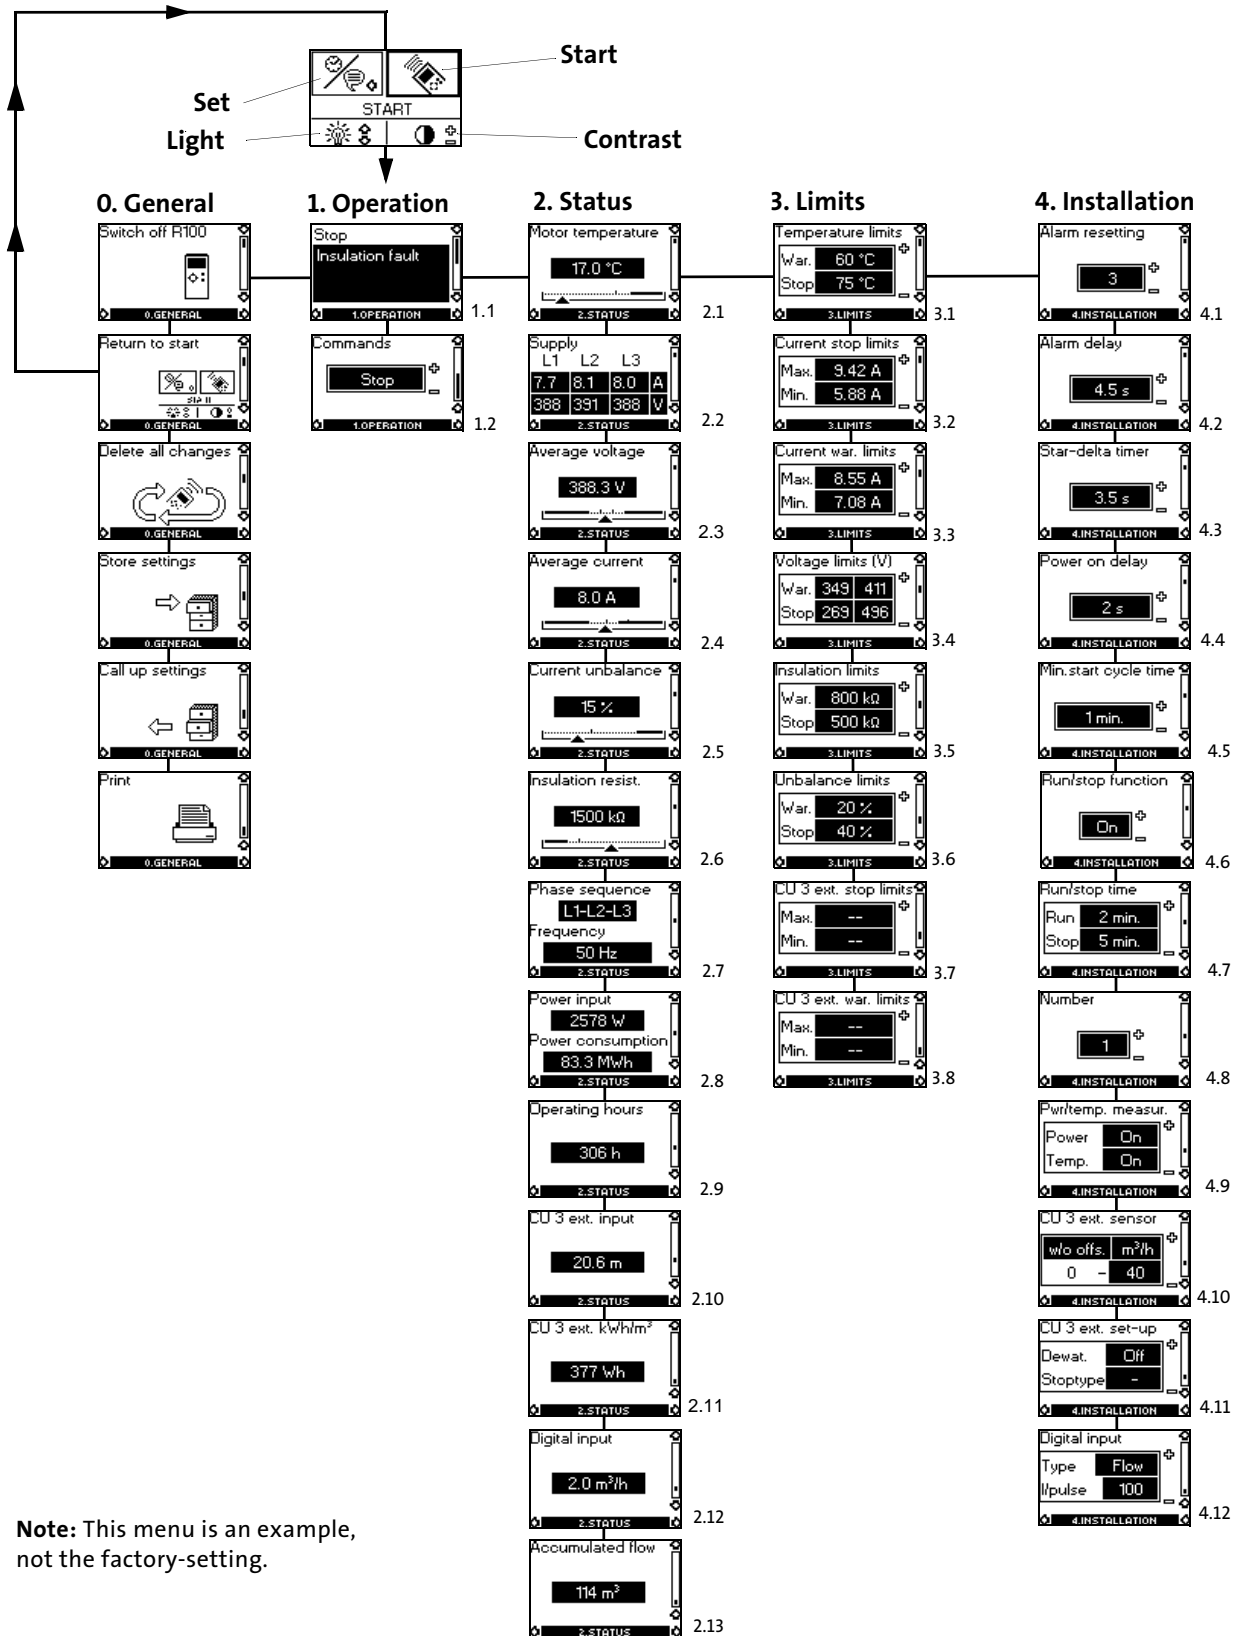 Start
Set
START
Light
Contrast
0. General
Switch off R100
0.GENERAL
Return to start
START
0.GENERAL
Delete all changes
0.GENERAL
Store settings
0.GENERAL
Call up settings
0.GENERAL
Print
0.GENERAL
1. Operation
Stop
Insulation fault
1.OPERATION
1.1
Commands
Stop
1.OPERATION
1.2
2. Status
Motor temperature
17.0 °C
2.STATUS
2.1
Supply
L1 L2 L3
7.7 8.1 8.0 A
388 391 388 V
2.STATUS
2.2
Average voltage
388.3 V
2.STATUS
2.3
Average current
8.0 A
2.STATUS
2.4
Current unbalance
15 %
2.STATUS
2.5
Insulation resist.
1500 kΩ
2.STATUS
2.6
Phase sequence
L1-L2-L3
Frequency
50 Hz
2.STATUS
2.7
Power input
2578 W
Power consumption
83.3 MWh
2.STATUS
2.8
Operating hours
306 h
2.STATUS
2.9
CU 3 ext. input
20.6 m
2.STATUS
2.10
CU 3 ext. kWh/m³
377 Wh
2.STATUS
2.11
Digital input
2.0 m³/h
2.STATUS
2.12
Accumulated flow
114 m³
2.STATUS
2.13
3. Limits
Temperature limits
War. 60 °C
Stop 75 °C
3.LIMITS
3.1
Current stop limits
Max. 9.42 A
Min. 5.88 A
3.LIMITS
3.2
Current war. limits
Max. 8.55 A
Min. 7.08 A
3.LIMITS
3.3
Voltage limits (V)
War. 349 411
Stop 269 496
3.LIMITS
3.4
Insulation limits
War. 800 kΩ
Stop 500 kΩ
3.LIMITS
3.5
Unbalance limits
War. 20 %
Stop 40 %
3.LIMITS
3.6
CU 3 ext. stop limits
Max. --
Min. --
3.LIMITS
3.7
CU 3 ext. war. limits
Max. --
Min. --
3.LIMITS
3.8
4. Installation
Alarm resetting
3
4.INSTALLATION
4.1
Alarm delay
4.5 s
4.INSTALLATION
4.2
Star-delta timer
3.5 s
4.INSTALLATION
4.3
Power on delay
2 s
4.INSTALLATION
4.4
Min.start cycle time
1 min.
4.INSTALLATION
4.5
Run/stop function
On
4.INSTALLATION
4.6
Run/stop time
Run 2 min.
Stop 5 min.
4.INSTALLATION
4.7
Number
1
4.INSTALLATION
4.8
Pwr/temp. measur.
Power On
Temp. On
4.INSTALLATION
4.9
CU 3 ext. sensor
w/o offs. m³/h
0 - 40
4.INSTALLATION
4.10
CU 3 ext. set-up
Dewat. Off
Stoptype -
4.INSTALLATION
4.11
Digital input
Type Flow
l/pulse 100
4.INSTALLATION
4.12
Note: This menu is an example,
not the factory-setting.